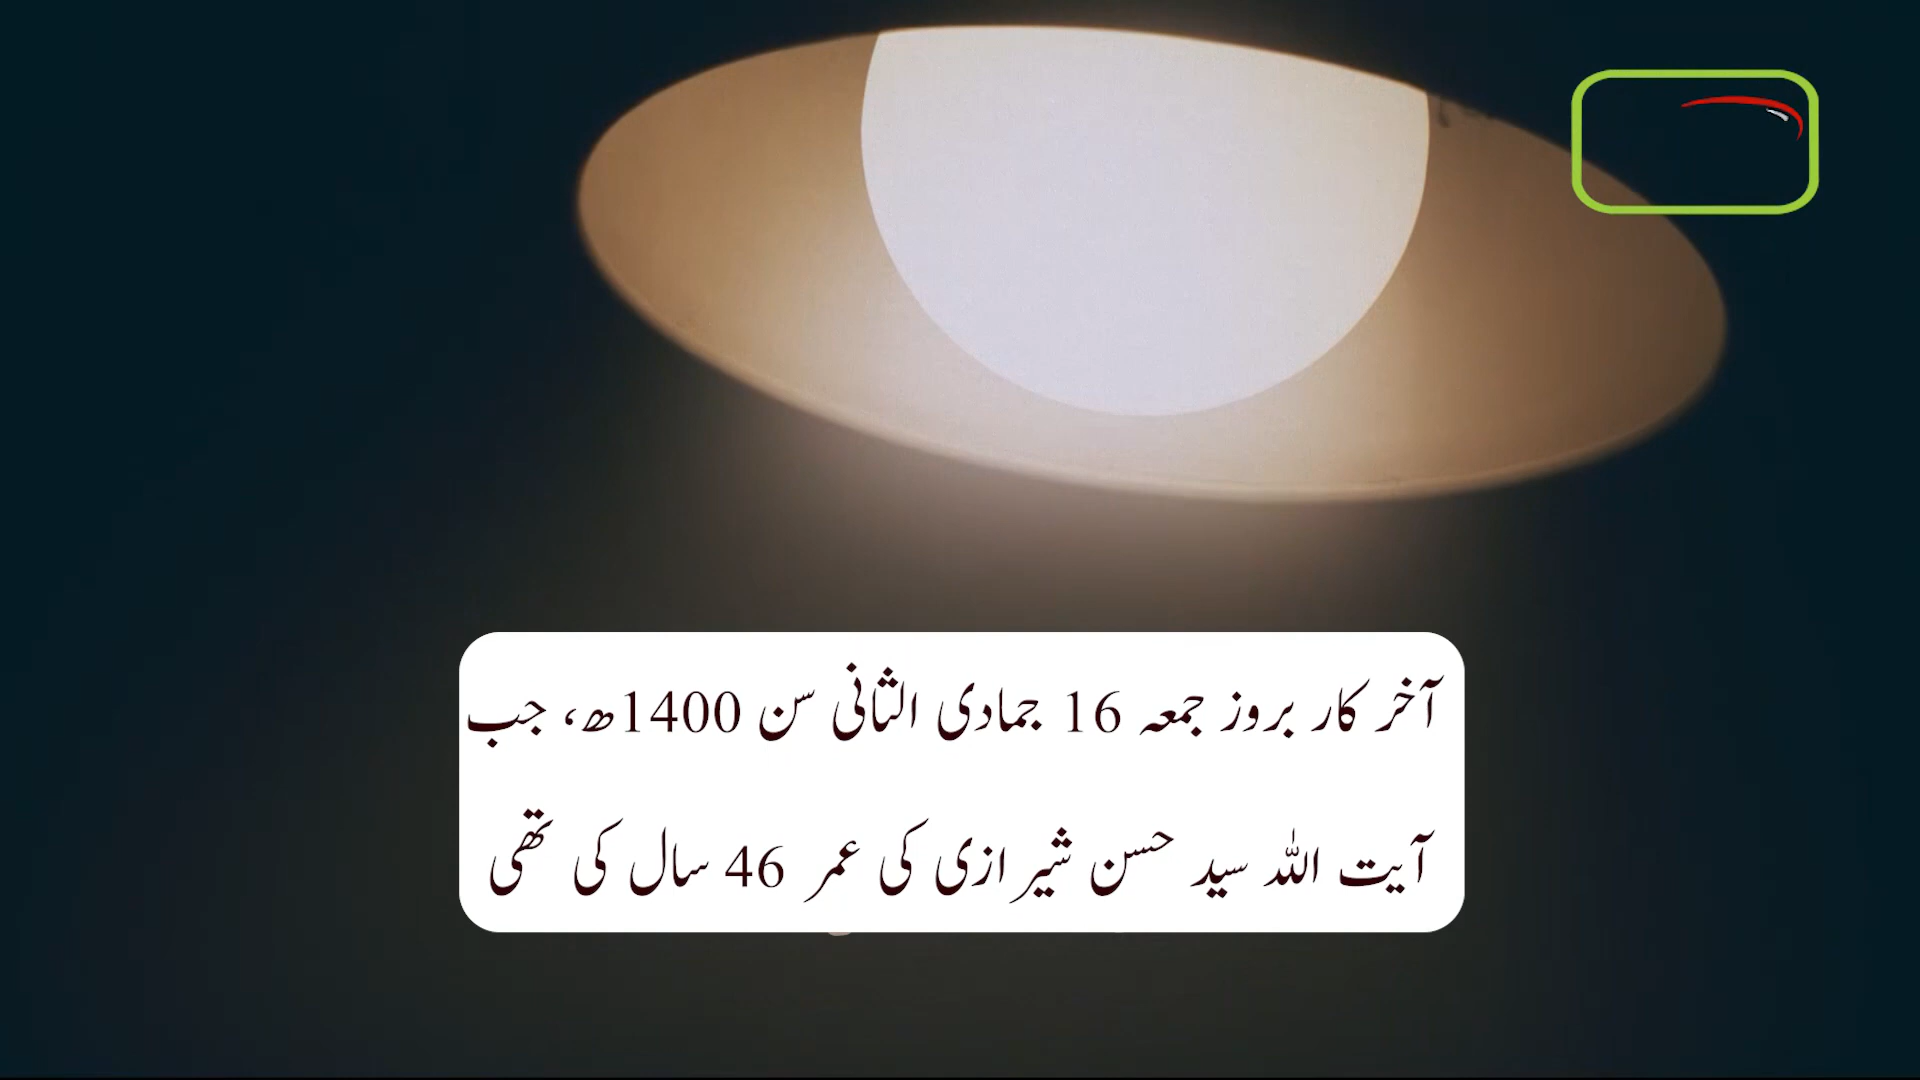 آخر کار بروز جمعہ 16 جمادی الثانی سن 1400ھ، جب
آیت اللہ سید حسن شیرازی کی عمر 46 سال کی تھی